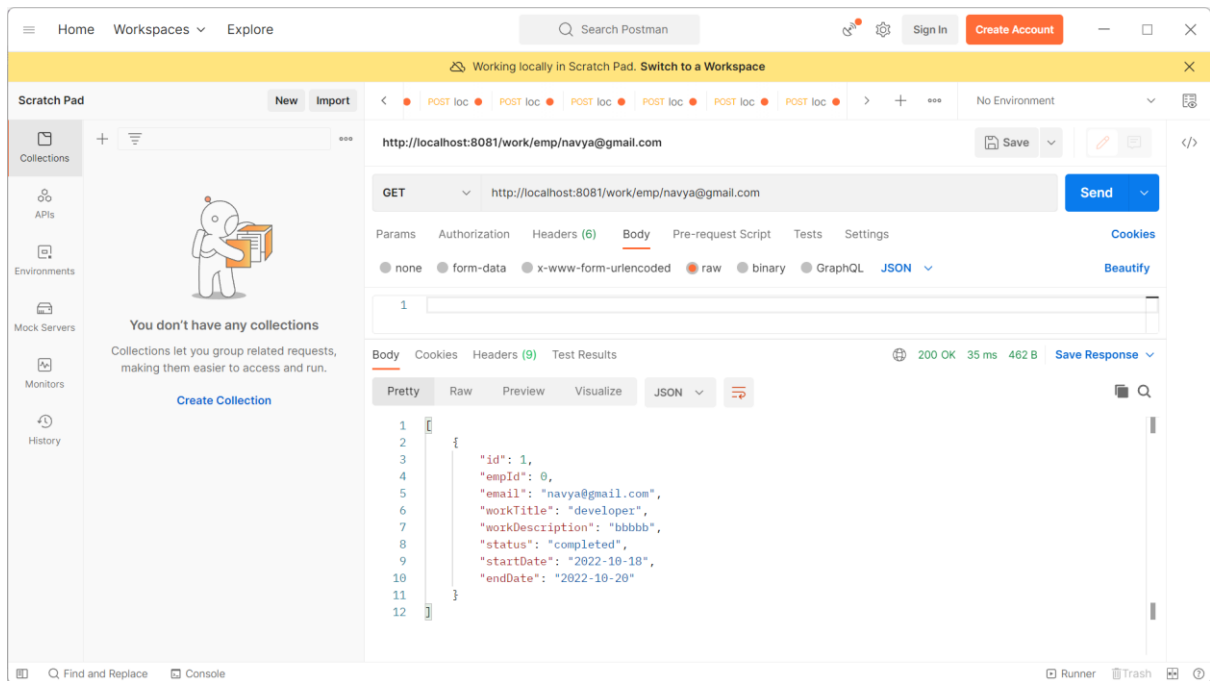 Home Workspaces Explore Search Postman Sign In Create Account
Working locally in Scratch Pad. Switch to a Workspace
Scratch Pad New Import
POST loc POST loc POST loc POST loc POST loc POST loc No Environment
Collections
http://localhost:8081/work/emp/navya@gmail.com Save
APIs
GET http://localhost:8081/work/emp/navya@gmail.com Send
Params Authorization Headers (6) Body Pre-request Script Tests Settings Cookies
Environments
none form-data x-www-form-urlencoded raw binary GraphQL JSON Beautify
1
Mock Servers
You don't have any collections
Collections let you group related requests,
making them easier to access and run.
Create Collection
Monitors
History
Body Cookies Headers (9) Test Results 200 OK 35 ms 462 B Save Response
Pretty Raw Preview Visualize JSON
1 [
2 {
3 "id": 1,
4 "empId": 0,
5 "email": "navya@gmail.com",
6 "workTitle": "developer",
7 "workDescription": "bbbbb",
8 "status": "completed",
9 "startDate": "2022-10-18",
10 "endDate": "2022-10-20"
11 }
12 ]
Find and Replace Console Runner Trash